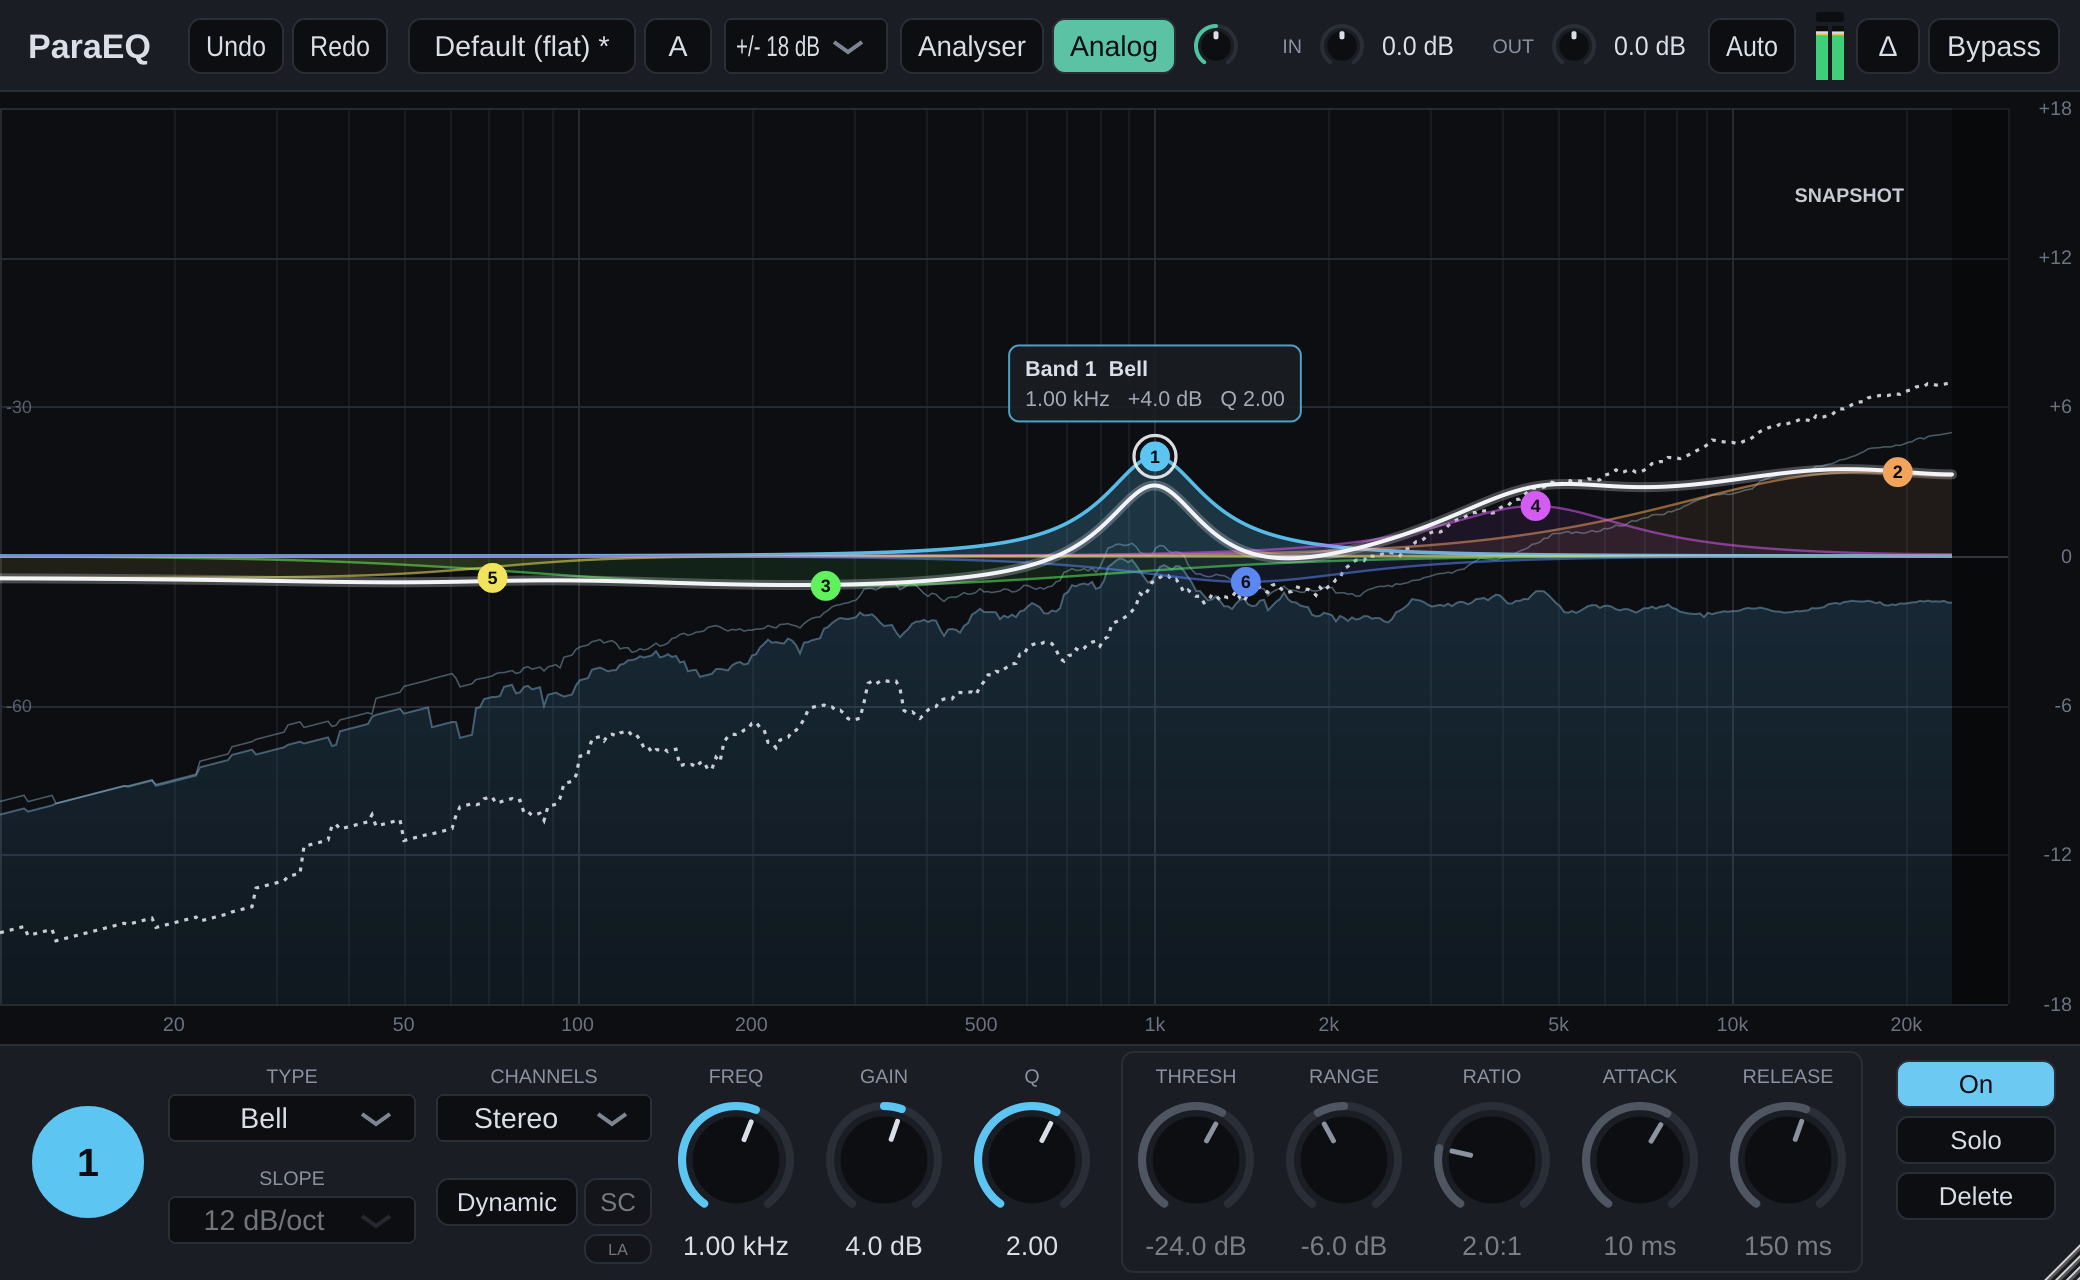 ParaEQ Undo Redo Default (flat) * A +/- 18 dB Analyser Analog IN 0.0 dB OUT 0.0 dB Auto Δ Bypass
+18
SNAPSHOT
+12
Band 1 Bell
1.00 kHz +4.0 dB Q 2.00
-30 +6
1
2
4
0
5 3 6
-60 -6
-12
-18
20 50 100 200 500 1k 2k 5k 10k 20k
TYPE CHANNELS FREQ GAIN Q THRESH RANGE RATIO ATTACK RELEASE On
Bell Stereo
Solo
1
SLOPE
Dynamic SC Delete
12 dB/oct
LA 1.00 kHz 4.0 dB 2.00 -24.0 dB -6.0 dB 2.0:1 10 ms 150 ms